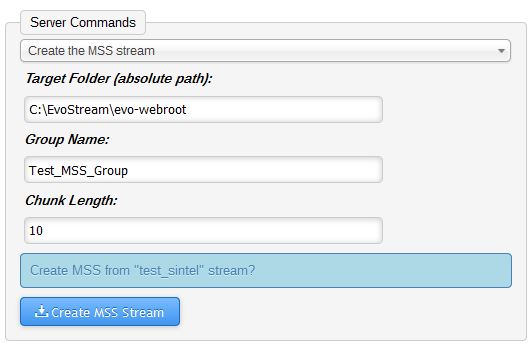 Server Commands
Create the MSS stream
Target Folder (absolute path):
C:\EvoStream\evo-webroot
Group Name:
Test_MSS_Group
Chunk Length:
10
Create MSS from "test_sintel" stream?
Create MSS Stream